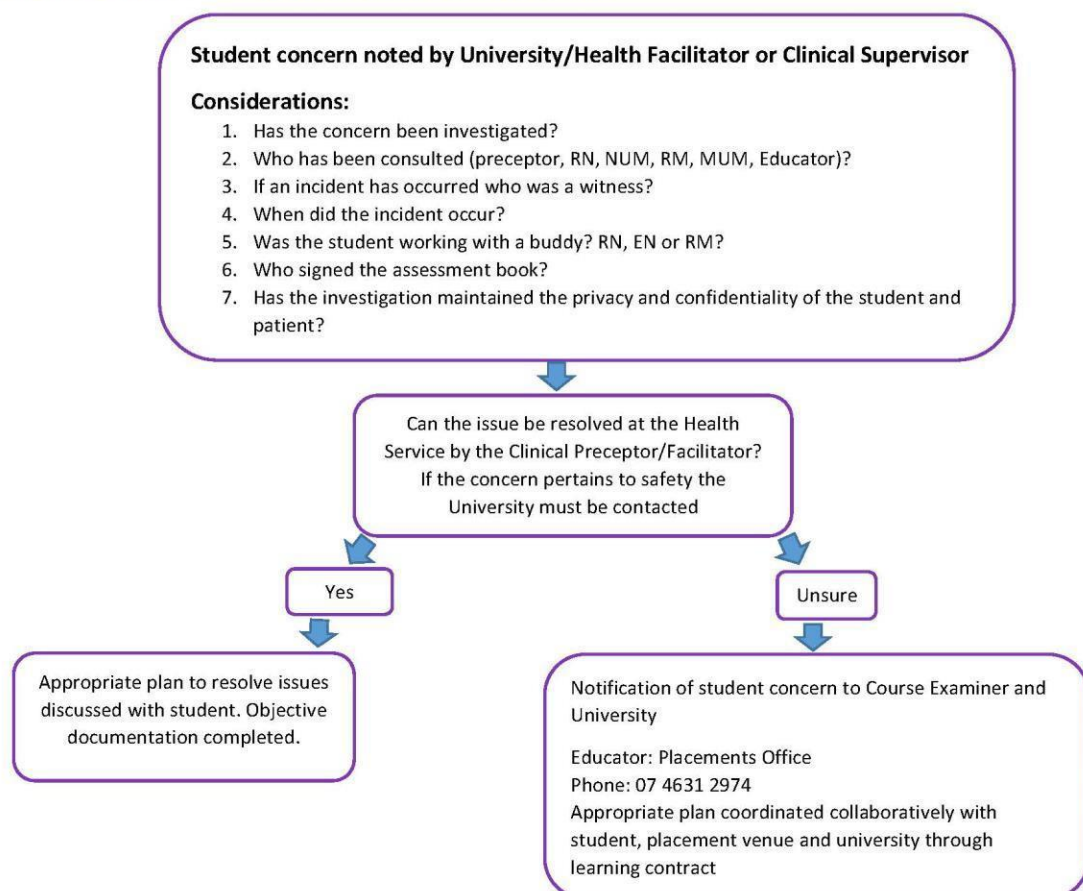 Student concern noted by University/Health Facilitator or Clinical Supervisor
Considerations:
1. Has the concern been investigated?
2. Who has been consulted (preceptor, RN, NUM, RM, MUM, Educator)?
3. If an incident has occurred who was a witness?
4. When did the incident occur?
5. Was the student working with a buddy? RN, EN or RM?
6. Who signed the assessment book?
7. Has the investigation maintained the privacy and confidentiality of the student and
patient?
Can the issue be resolved at the Health
Service by the Clinical Preceptor/Facilitator?
If the concern pertains to safety the
University must be contacted
Yes
Unsure
Appropriate plan to resolve issues
discussed with student. Objective
documentation completed.
Notification of student concern to Course Examiner and
University
Educator: Placements Office
Phone: 07 4631 2974
Appropriate plan coordinated collaboratively with
student, placement venue and university through
learning contract